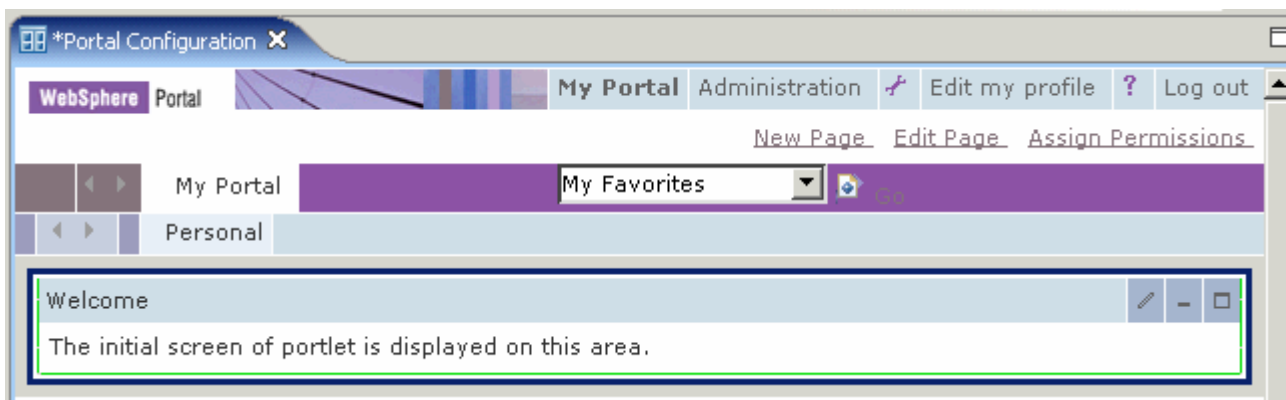 *Portal Configuration
WebSphere Portal My Portal Administration Edit my profile ? Log out
New Page Edit Page Assign Permissions
My Portal My Favorites Go
Personal
Welcome
The initial screen of portlet is displayed on this area.